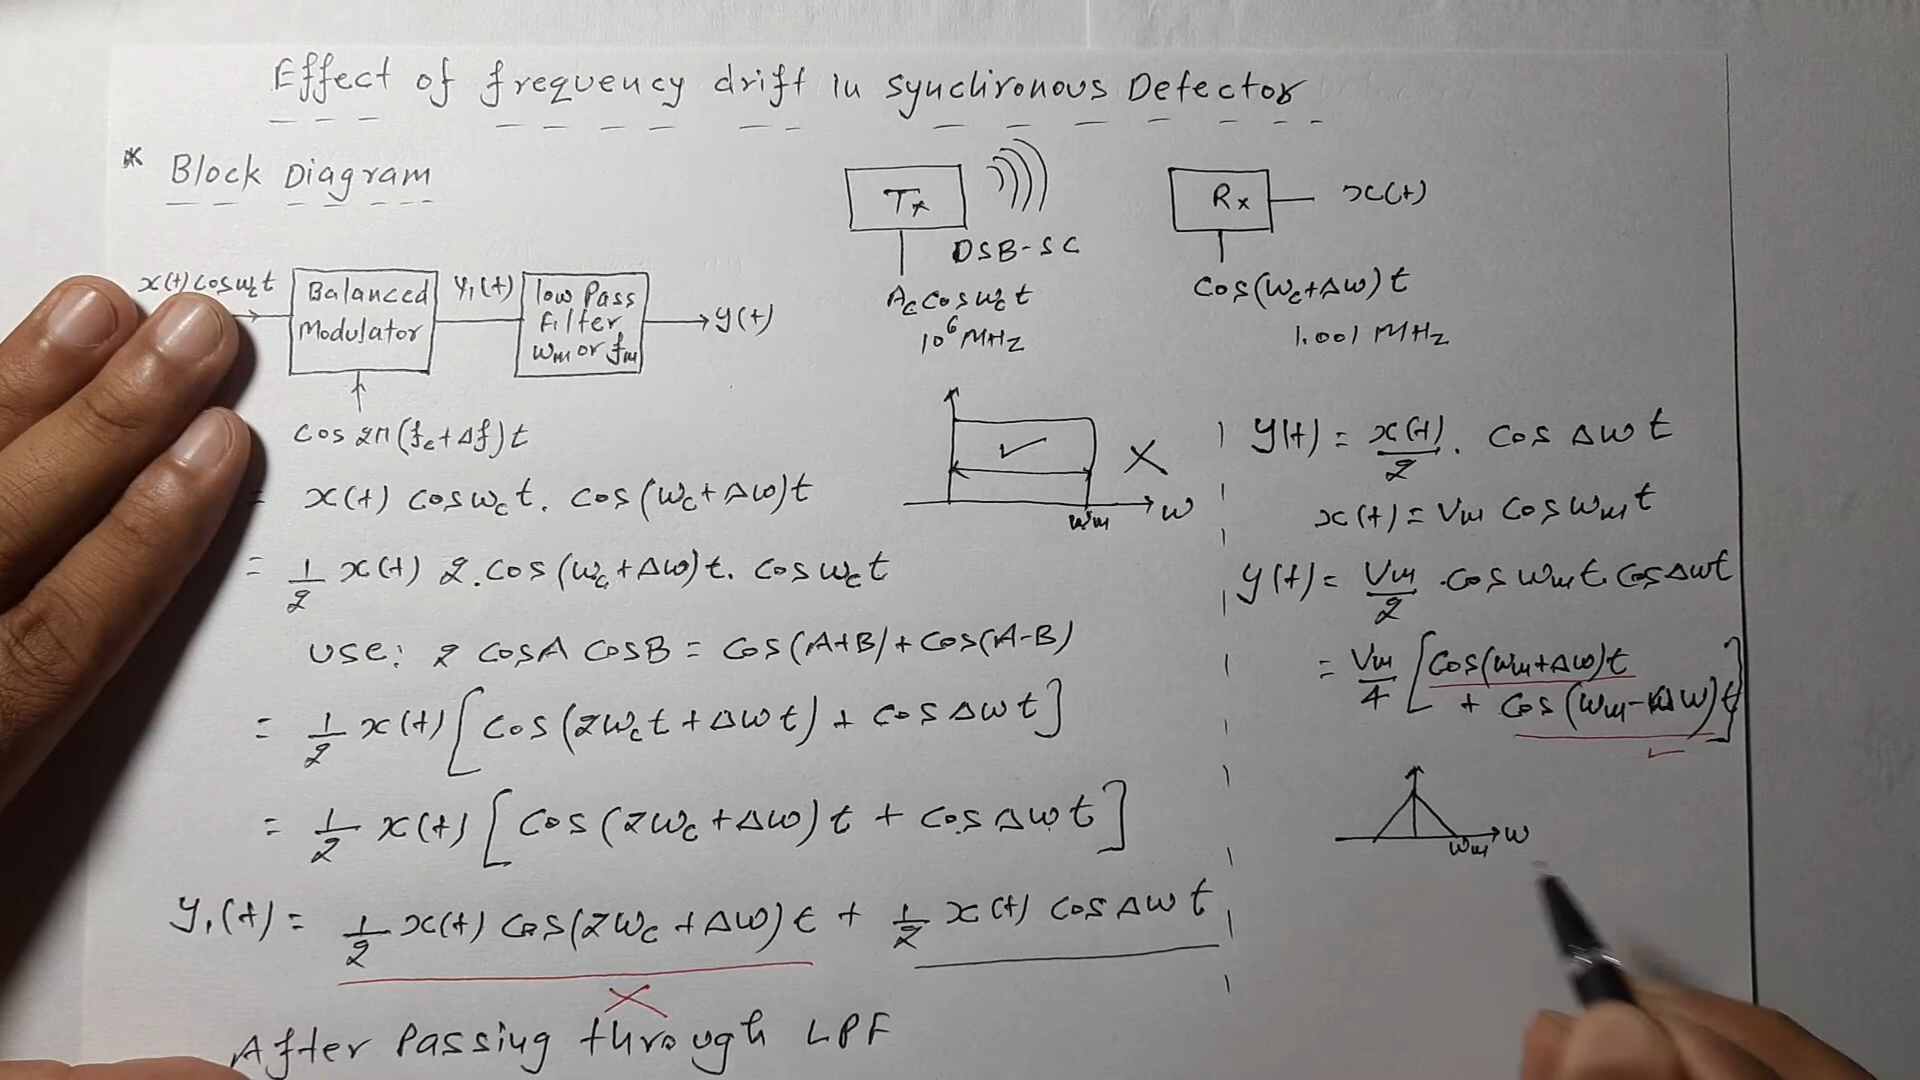 Effect of frequency drift in synchronous Detector
* Block Diagram
Tx
DSB-SC
Ac cos ωc t
10⁶ MHz
Rx
x(t)
cos(ωc+Δω)t
1.001 MHz
x(t) cos ωc t
Balanced
Modulator
y₁(t)
low Pass
filter
ωm or fm
y(t)
cos 2π(fc+Δf)t
ωm
ω
= x(t) cos ωc t . cos(ωc+Δω)t
= 1/2 x(t) 2.cos(ωc+Δω)t. cos ωc t
USE: 2 cosA cosB = cos(A+B)+cos(A-B)
= 1/2 x(t) [cos(2ωc t + Δω t) + cos Δω t]
= 1/2 x(t) [cos(2ωc + Δω) t + cos Δω t]
y₁(t) = 1/2 x(t) cos(2ωc + Δω) t + 1/2 x(t) cos Δω t
After Passing through LPF
y(t) = x(t)/2 . cos Δω t
x(t) = Vm cos ωm t
y(t) = Vm/2 .cos ωm t. cos Δωt
= Vm/4 [cos(ωm+Δω)t
+ cos (ωm-Δω)t]
ωm
ω